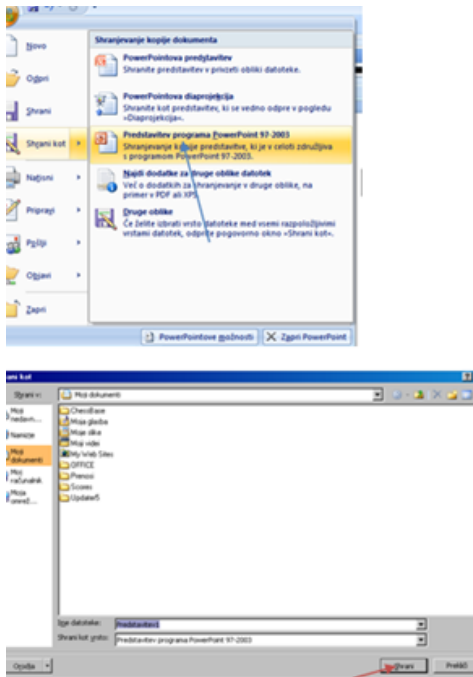 Novo
Odpri
Shrani
Shrani kot
Natisni
Pripravi
Pošlji
Objavi
Zapri
Shranjevanje kopije dokumenta
PowerPointova predstavitev
Shranite predstavitev v privzeti obliki datoteke.
PowerPointova diaprojekcija
Shranite kot predstavitev, ki se vedno odpre v pogledu
»Diaprojekcija«.
Predstavitev programa PowerPoint 97-2003
Shranjevanje kopije predstavitve, ki je v celoti združljiva
s programom PowerPoint 97-2003.
Najdi dodatke za druge oblike datotek
Več o dodatkih za shranjevanje v druge oblike, na
primer v PDF ali XPS.
Druge oblike
Če želite izbrati vrsto datoteke med vsemi razpoložljivimi
vrstami datotek, odprite pogovorno okno »Shrani kot«.
PowerPointove možnosti
Zapri PowerPoint
ani kot
Shrani v:
Moji dokumenti
Moji
nedavn...
Namizje
Moji
dokumenti
Moj
računalnik
Moja
omrež...
ChessBase
Moja glasba
Moje slike
Moji videi
My Web Sites
OFFICE
Prenosi
Scores
Updater5
Ime datoteke:
Predstavitev1
Shrani kot vrsto:
Predstavitev programa PowerPoint 97-2003
Orodja
Shrani
Prekliči